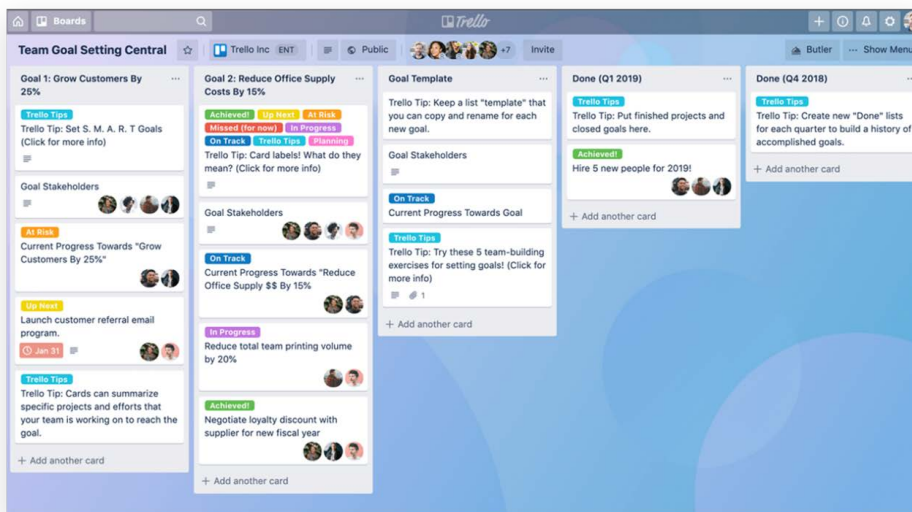 Boards
Trello
Team Goal Setting Central
Trello Inc ENT
Public
+7
Invite
Butler
Show Menu
Goal 1: Grow Customers By
25%
Trello Tips
Trello Tip: Set S. M. A. R. T Goals
(Click for more info)
Goal Stakeholders
At Risk
Current Progress Towards "Grow
Customers By 25%"
Up Next
Launch customer referral email
program.
Jan 31
Trello Tips
Trello Tip: Cards can summarize
specific projects and efforts that
your team is working on to reach the
goal.
+ Add another card
Goal 2: Reduce Office Supply
Costs By 15%
Achieved! Up Next At Risk
Missed (for now) In Progress
On Track Trello Tips Planning
Trello Tip: Card labels! What do they
mean? (Click for more info)
Goal Stakeholders
On Track
Current Progress Towards "Reduce
Office Supply $$ By 15%
In Progress
Reduce total team printing volume
by 20%
Achieved!
Negotiate loyalty discount with
supplier for new fiscal year
+ Add another card
Goal Template
Trello Tip: Keep a list "template" that
you can copy and rename for each
new goal.
Goal Stakeholders
On Track
Current Progress Towards Goal
Trello Tips
Trello Tip: Try these 5 team-building
exercises for setting goals! (Click for
more info)
1
+ Add another card
Done (Q1 2019)
Trello Tips
Trello Tip: Put finished projects and
closed goals here.
Achieved!
Hire 5 new people for 2019!
+ Add another card
Done (Q4 2018)
Trello Tips
Trello Tip: Create new "Done" lists
for each quarter to build a history of
accomplished goals.
+ Add another card